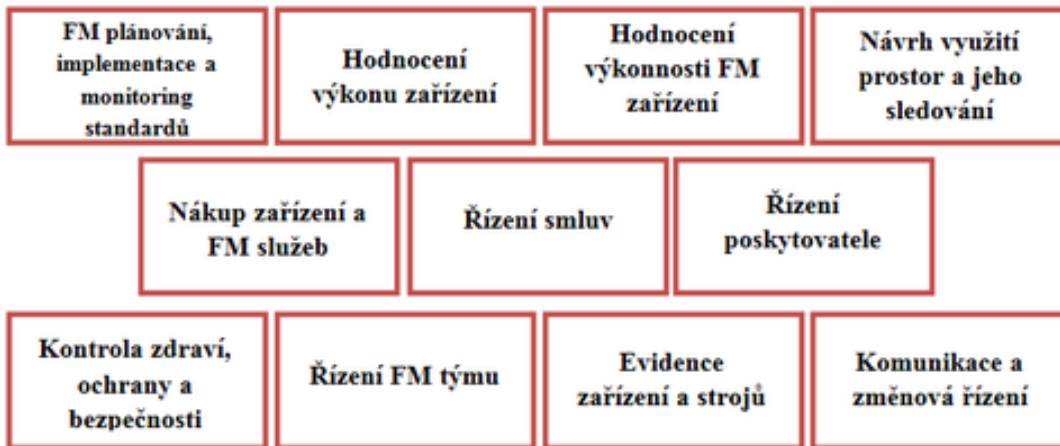 FM plánování,
implementace a
monitoring
standardů
Hodnocení
výkonu zařízení
Hodnocení
výkonnosti FM
zařízení
Návrh využití
prostor a jeho
sledování
Nákup zařízení a
FM služeb
Řízení smluv
Řízení
poskytovatele
Kontrola zdraví,
ochrany a
bezpečnosti
Řízení FM týmu
Evidence
zařízení a strojů
Komunikace a
změnová řízení